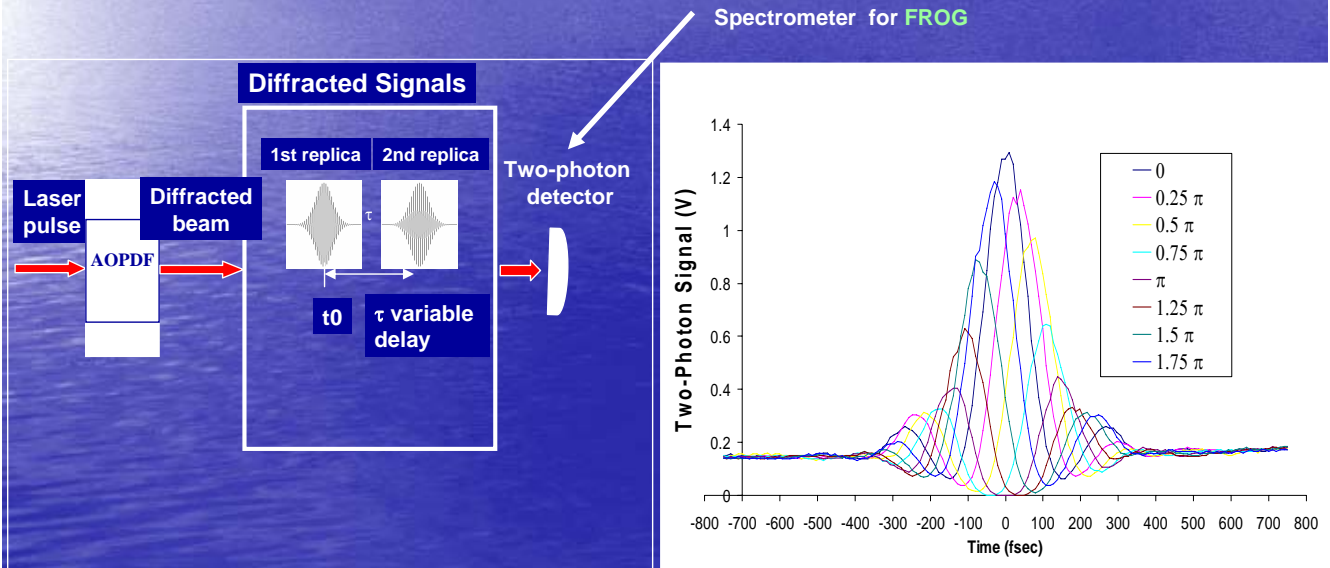 Spectrometer for FROG
Diffracted Signals
1st replica
2nd replica
Two-photon
detector
Laser
pulse
Diffracted
beam
τ
AOPDF
t0
τ variable
delay
Two-Photon Signal (V)
1.4
1.2
1
0.8
0.6
0.4
0.2
0
-800 -700 -600 -500 -400 -300 -200 -100 0 100 200 300 400 500 600 700 800
Time (fsec)
0
0.25 π
0.5 π
0.75 π
π
1.25 π
1.5 π
1.75 π